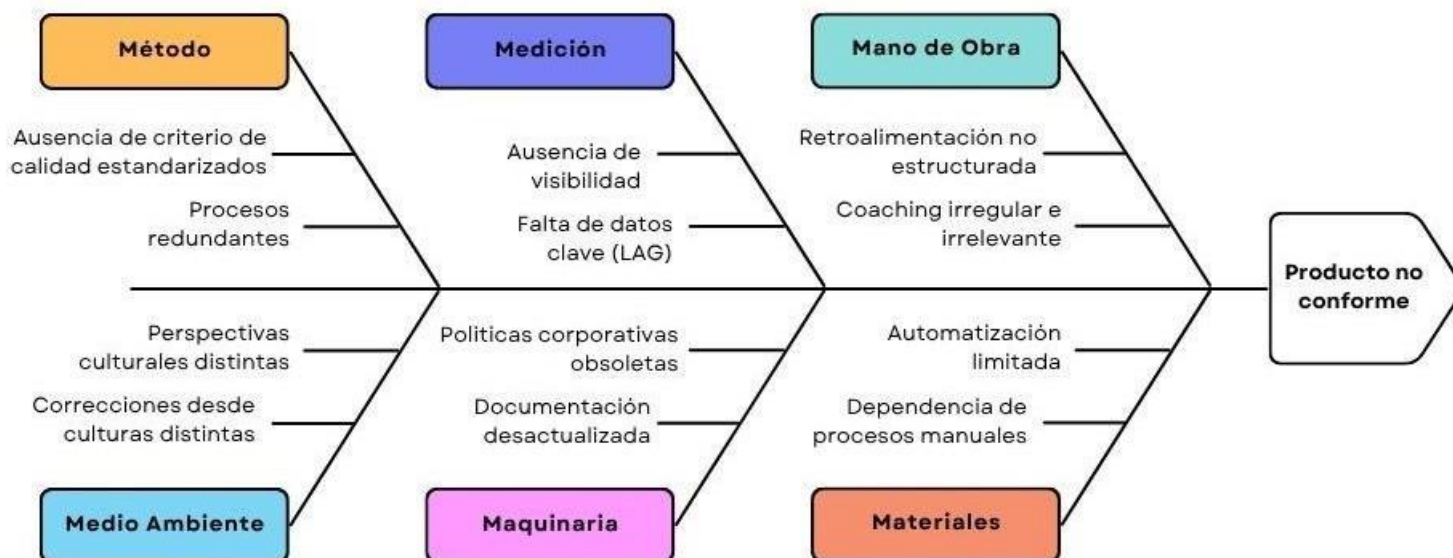 Método
Medición
Mano de Obra
Ausencia de criterio de
calidad estandarizados
Procesos
redundantes
Ausencia de
visibilidad
Falta de datos
clave (LAG)
Retroalimentación no
estructurada
Coaching irregular e
irrelevante
Producto no
conforme
Perspectivas
culturales distintas
Correcciones desde
culturas distintas
Politicas corporativas
obsoletas
Documentación
desactualizada
Automatización
limitada
Dependencia de
procesos manuales
Medio Ambiente
Maquinaria
Materiales